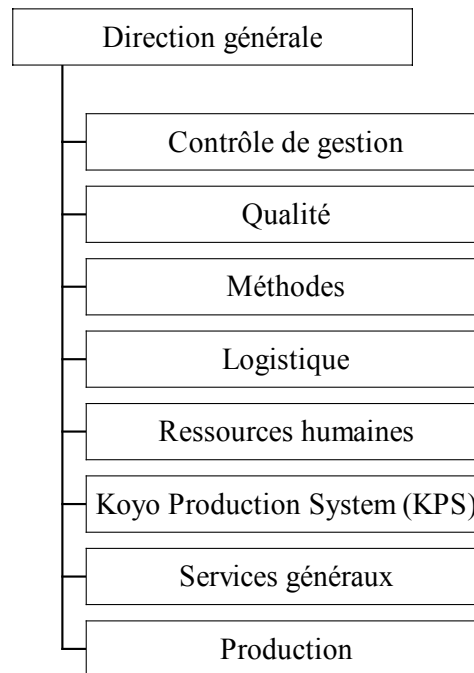 Direction générale
Contrôle de gestion
Qualité
Méthodes
Logistique
Ressources humaines
Koyo Production System (KPS)
Services généraux
Production